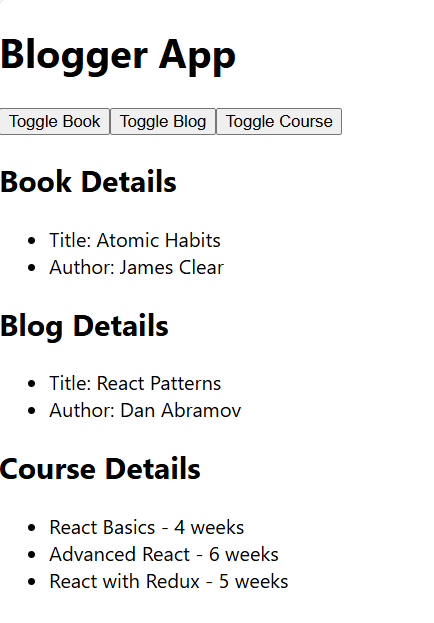 Blogger App
Toggle Book Toggle Blog Toggle Course
Book Details
Title: Atomic Habits
Author: James Clear
Blog Details
Title: React Patterns
Author: Dan Abramov
Course Details
React Basics - 4 weeks
Advanced React - 6 weeks
React with Redux - 5 weeks